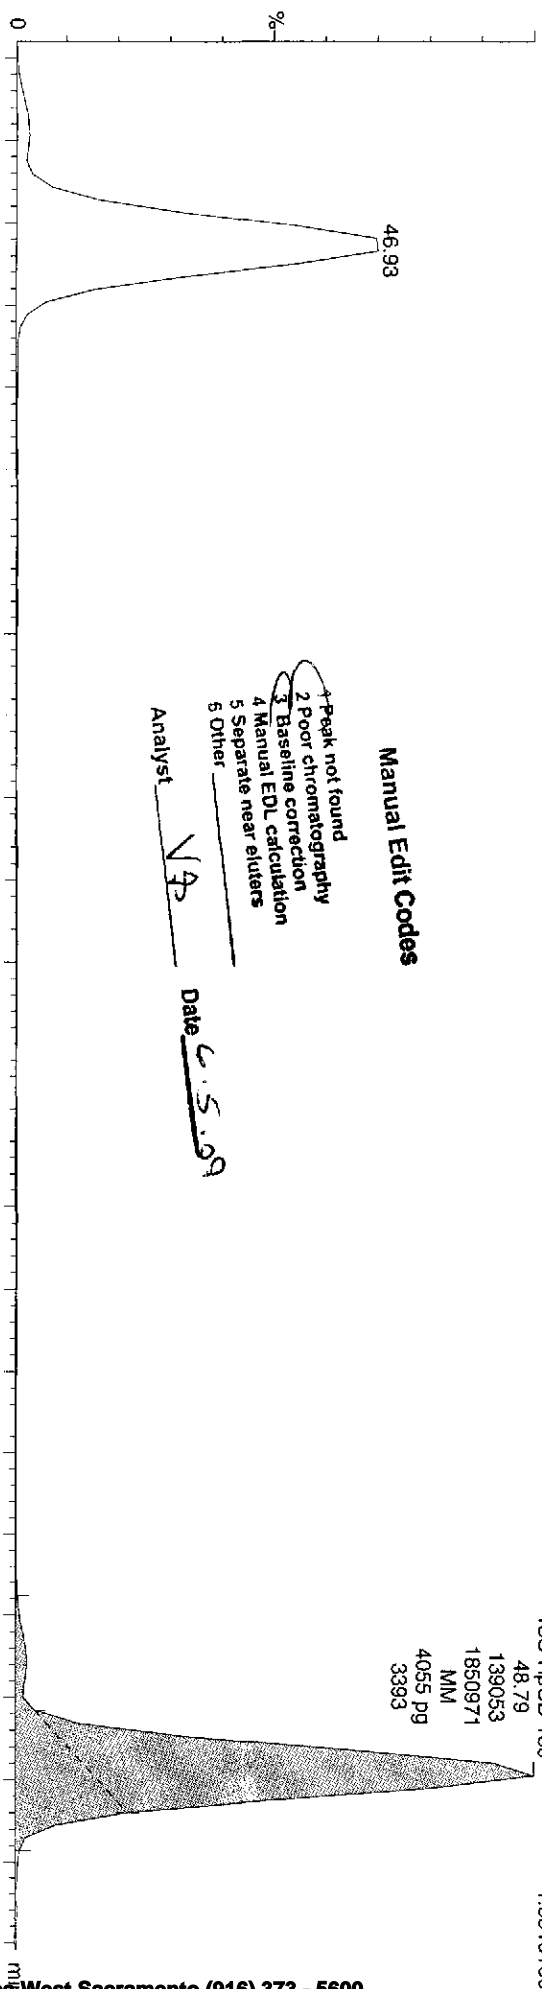 %
0
46.93
Manual Edit Codes
1 Peak not found
2 Poor chromatography
3 Baseline correction
4 Manual EDL calculation
5 Separate near eluters
6 Other
Analyst VB Date 6.5.09
48.79
139053
1850971
MM
4055 pg
3393
West Sacramento (916) 373 - 5600